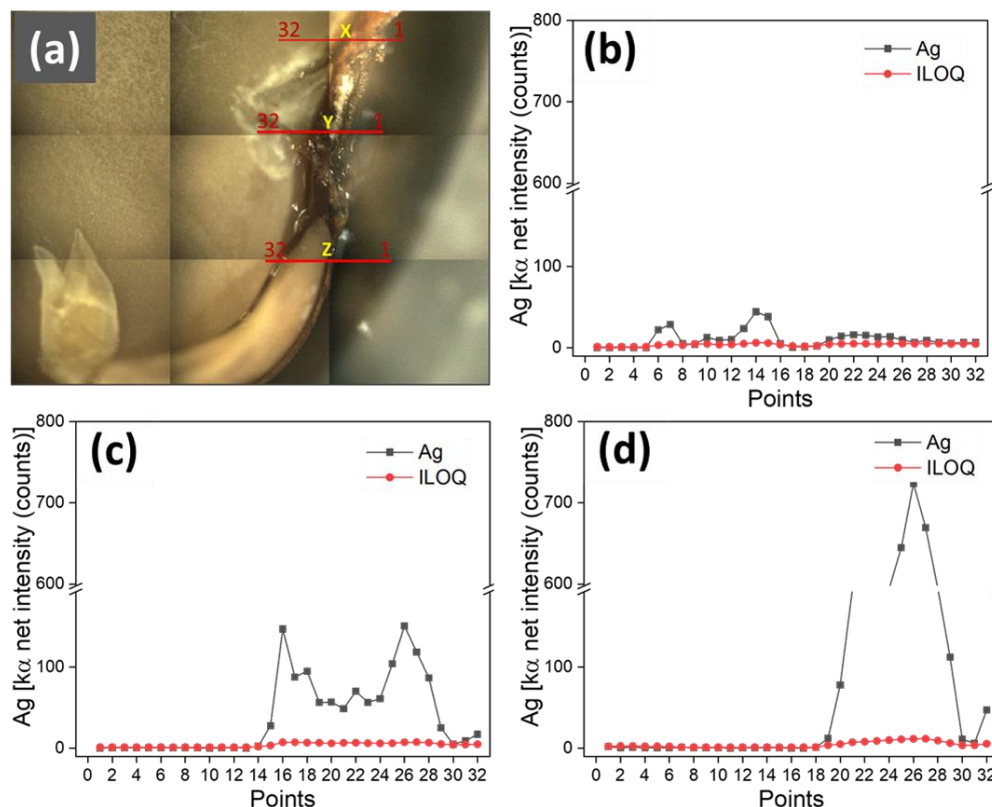 (a)
32 X 1
32 Y 1
32 Z 1
(b)
Ag
ILOQ
800
700
600
100
0
Ag [kα net intensity (counts)]
0 2 4 6 8 10 12 14 16 18 20 22 24 26 28 30 32
Points
(c)
Ag
ILOQ
800
700
600
100
0
Ag [kα net intensity (counts)]
0 2 4 6 8 10 12 14 16 18 20 22 24 26 28 30 32
Points
(d)
Ag
ILOQ
800
700
600
100
0
Ag [kα net intensity (counts)]
0 2 4 6 8 10 12 14 16 18 20 22 24 26 28 30 32
Points